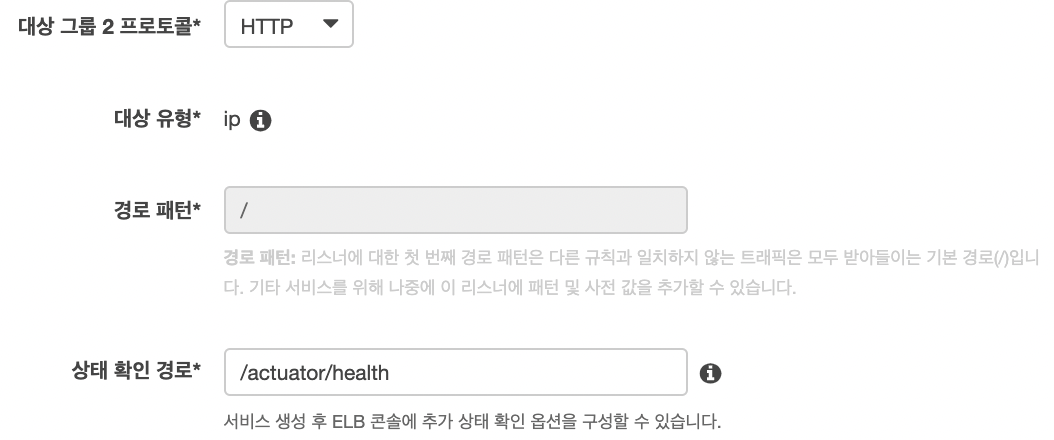 대상 그룹 2 프로토콜* HTTP
대상 유형* ip
경로 패턴* /
경로 패턴: 리스너에 대한 첫 번째 경로 패턴은 다른 규칙과 일치하지 않는 트래픽은 모두 받아들이는 기본 경로(/)입니
다. 기타 서비스를 위해 나중에 이 리스너에 패턴 및 사전 값을 추가할 수 있습니다.
상태 확인 경로* /actuator/health
서비스 생성 후 ELB 콘솔에 추가 상태 확인 옵션을 구성할 수 있습니다.